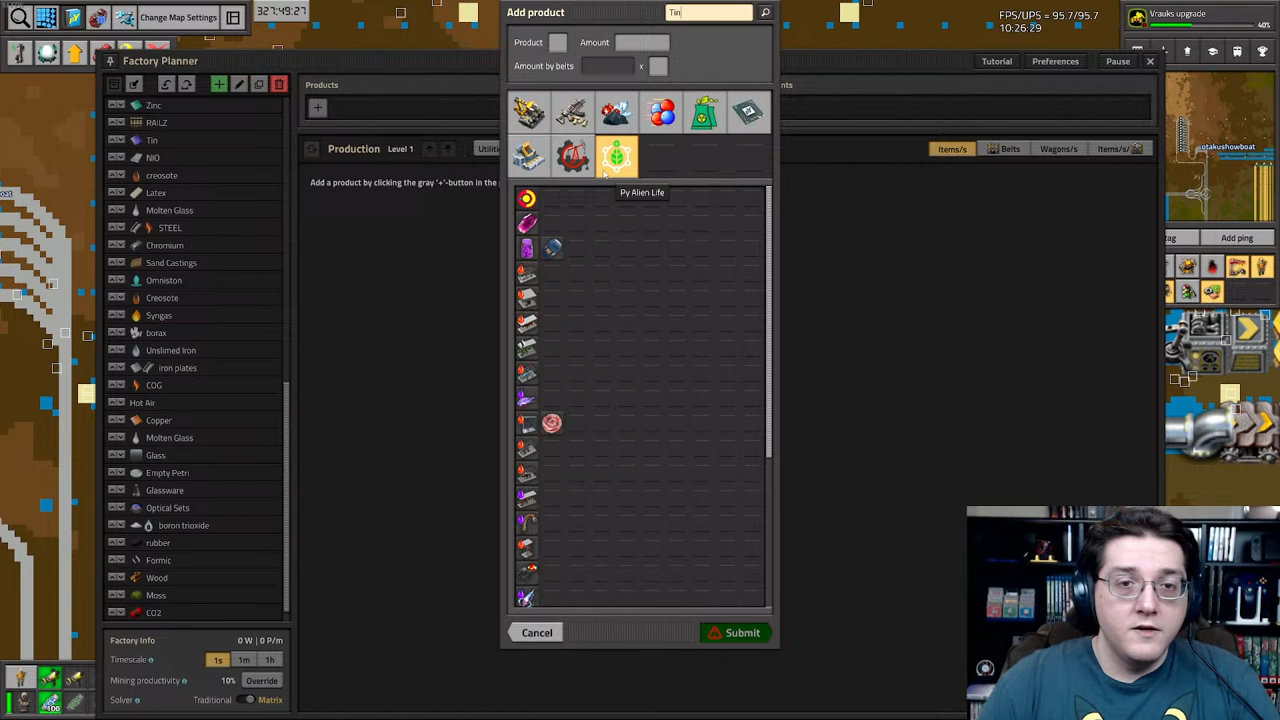 Change Map Settings
327:49:27
Add product
Tin
FPS/UPS = 95.7/95.7
10:26:29
Vrauks upgrade
40%
Product
Amount
Amount by belts
x
Factory Planner
Tutorial
Preferences
Pause
Products
Production
Level 1
Items/s
Belts
Wagons/s
Items/s/
Add a product by clicking the gray '+'-button in the
Py Alien Life
otakushowboat
Add ping
Zinc
RAILZ
Tin
NIO
creosote
Latex
Molten Glass
STEEL
Chromium
Sand Castings
Omniston
Creosote
Syngas
borax
Unslimed Iron
iron plates
COG
Hot Air
Copper
Molten Glass
Glass
Empty Petri
Glassware
Optical Sets
boron trioxide
rubber
Formic
Wood
Moss
CO2
Factory Info
0 W | 0 P/m
Timescale
1s
1m
1h
Mining productivity
10%
Override
Solver
Traditional
Matrix
100
Cancel
Submit